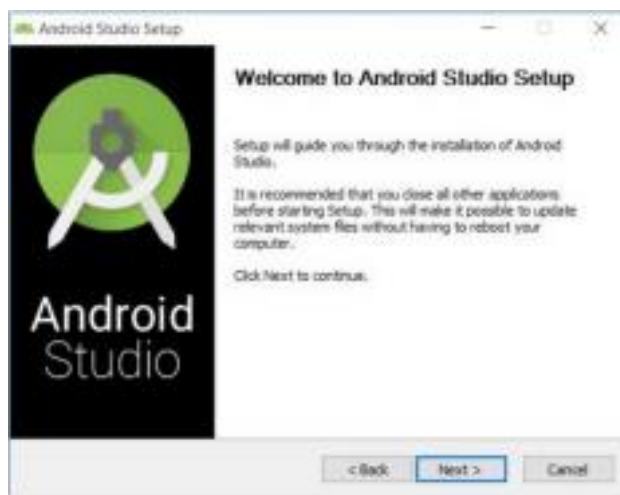 Android Studio Setup
Welcome to Android Studio Setup
Setup will guide you through the installation of Android
Studio.
It is recommended that you close all other applications
before starting Setup. This will make it possible to update
relevant system files without having to reboot your
computer.
Click Next to continue.
Android
Studio
< Back
Next >
Cancel